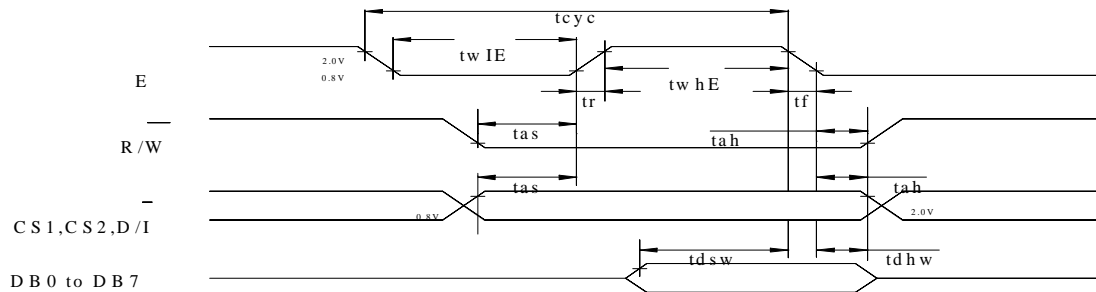 tcyc
twIE
2.0V
0.8V
E
twhE
tr
tf
tas
tah
R/W̅
tas
tah
0.8V
2.0V
CS1,CS2,D/I̅
tdsw
tdhw
DB0 to DB7